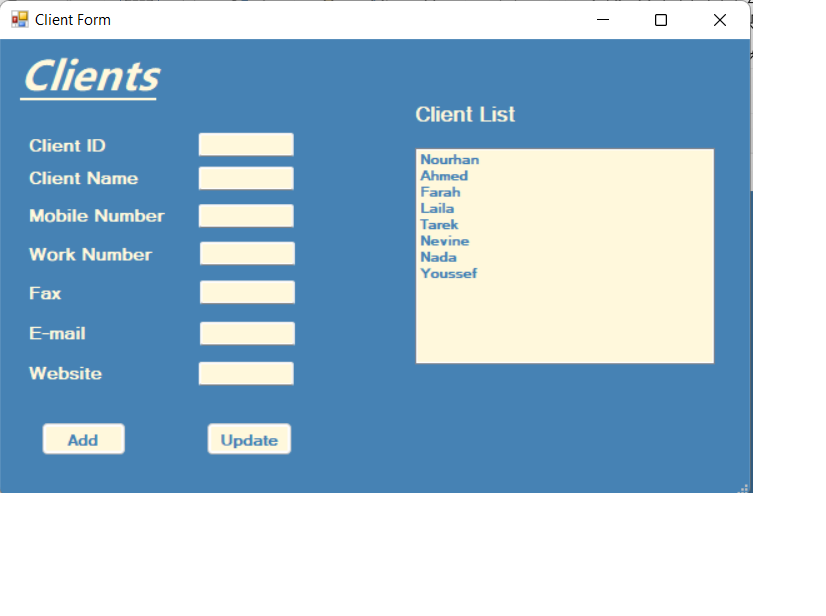 Client Form
Clients
Client ID
Client Name
Mobile Number
Work Number
Fax
E-mail
Website
Add Update
Client List
Nourhan
Ahmed
Farah
Laila
Tarek
Nevine
Nada
Youssef